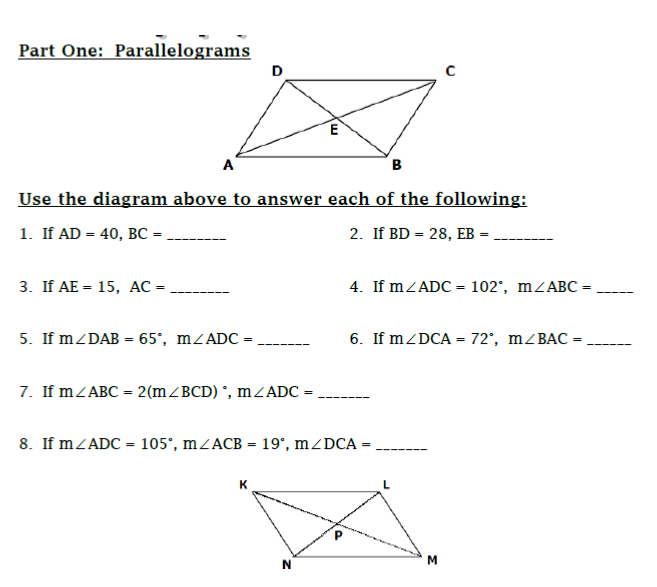 Part One: Parallelograms
D C
E
A B
Use the diagram above to answer each of the following:
1. If AD = 40, BC = ________ 2. If BD = 28, EB = ________
3. If AE = 15, AC = ________ 4. If m∠ADC = 102°, m∠ABC = _____
5. If m∠DAB = 65°, m∠ADC = _______ 6. If m∠DCA = 72°, m∠BAC = ______
7. If m∠ABC = 2(m∠BCD) °, m∠ADC = _______
8. If m∠ADC = 105°, m∠ACB = 19°, m∠DCA = _______
K L
P
N M